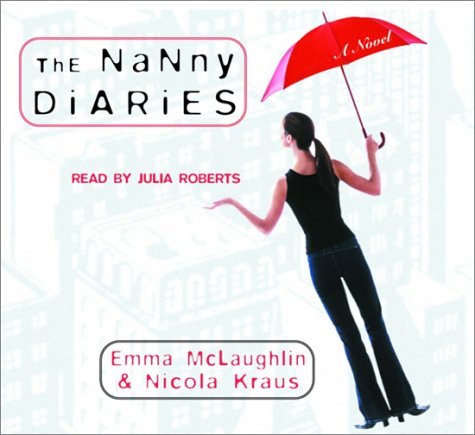 THE NaNny
DiARiES
A Novel
READ BY JULIA ROBERTS
Emma McLaughlin
& Nicola Kraus